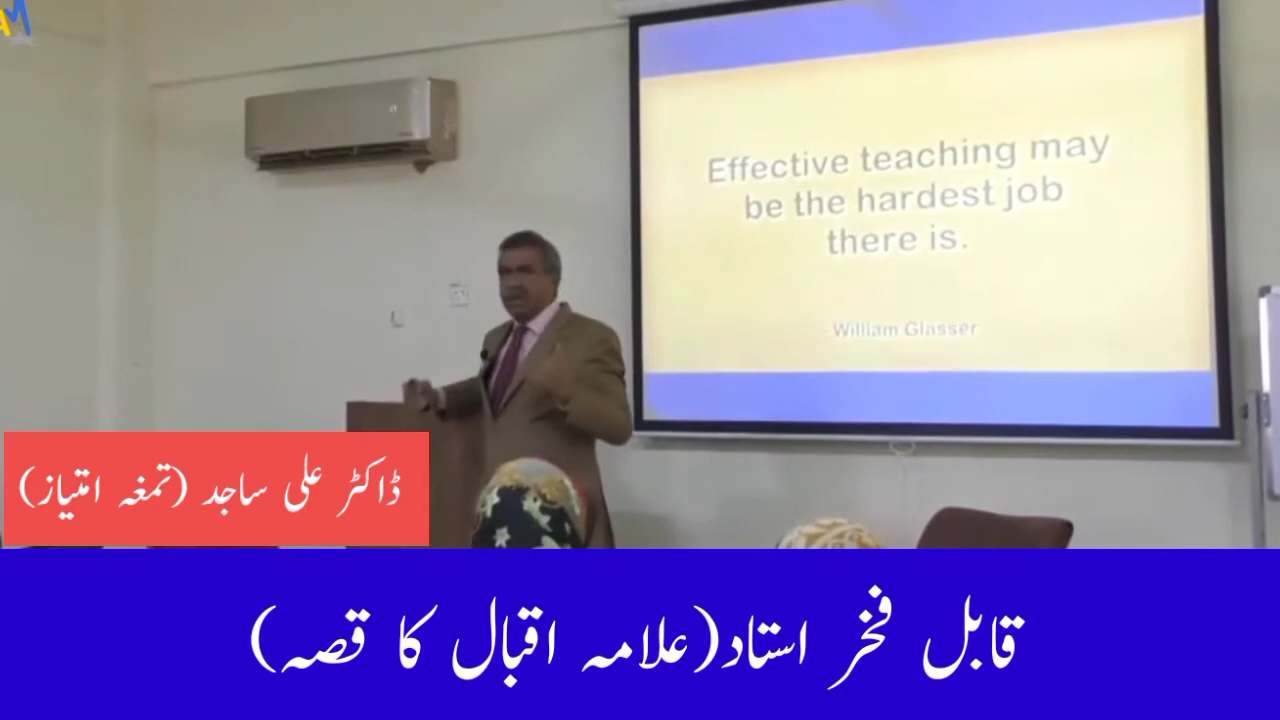 AM
Effective teaching may
be the hardest job
there is.
- William Glasser
ڈاکٹر علی ساجد (تمغہ امتیاز)
قابل فخر استاد(علامہ اقبال کا قصہ)